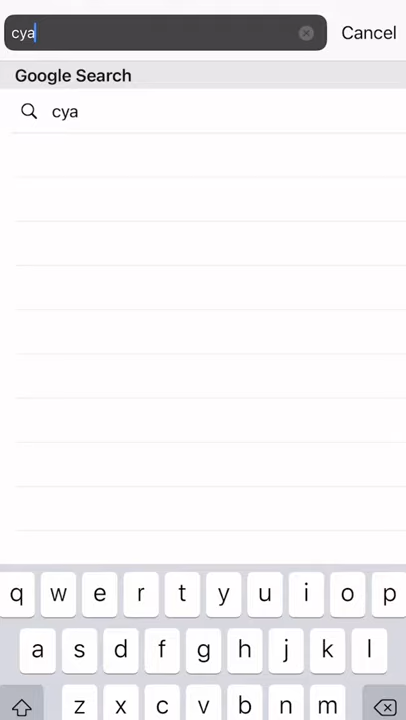 cya
Cancel
Google Search
cya
q w e r t y u i o p
a s d f g h j k l
z x c v b n m